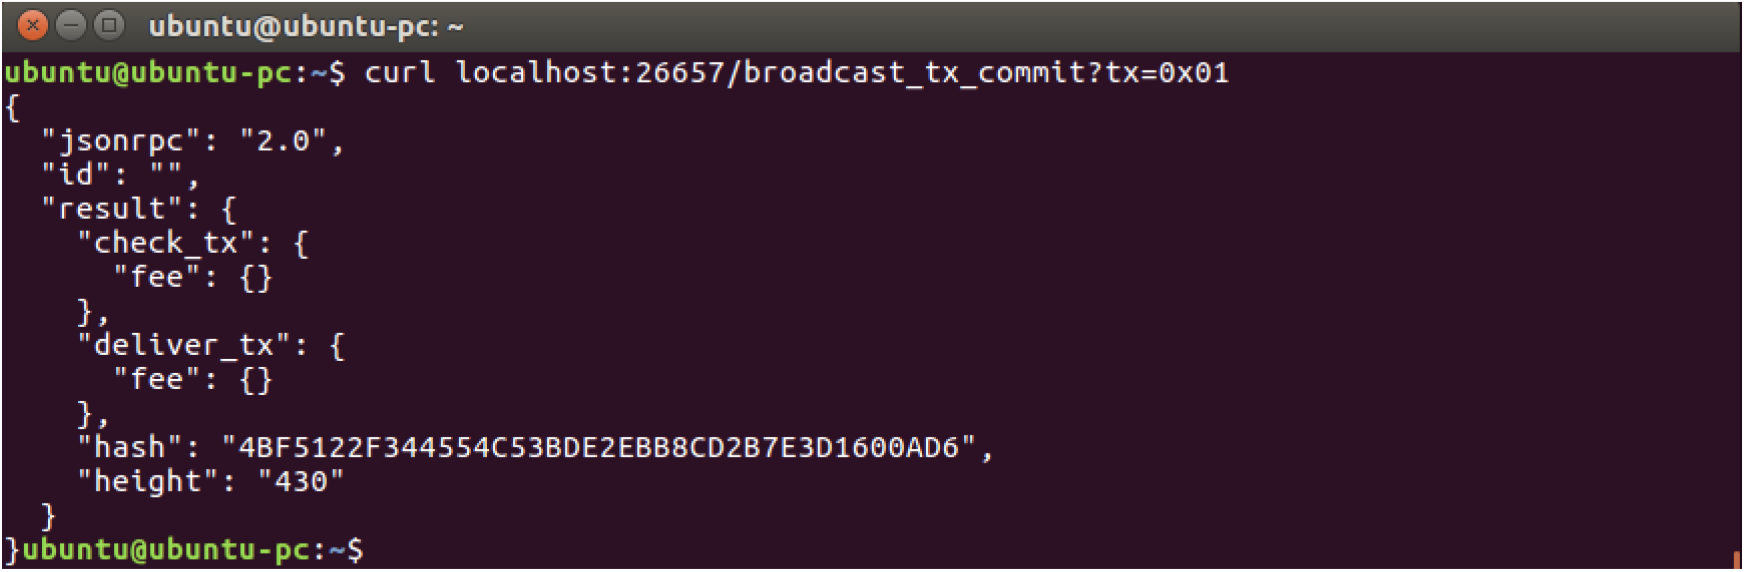 ubuntu@ubuntu-pc: ~
ubuntu@ubuntu-pc:~$ curl localhost:26657/broadcast_tx_commit?tx=0x01
{
  "jsonrpc": "2.0",
  "id": "",
  "result": {
    "check_tx": {
      "fee": {}
    },
    "deliver_tx": {
      "fee": {}
    },
    "hash": "4BF5122F344554C53BDE2EBB8CD2B7E3D1600AD6",
    "height": "430"
  }
}ubuntu@ubuntu-pc:~$